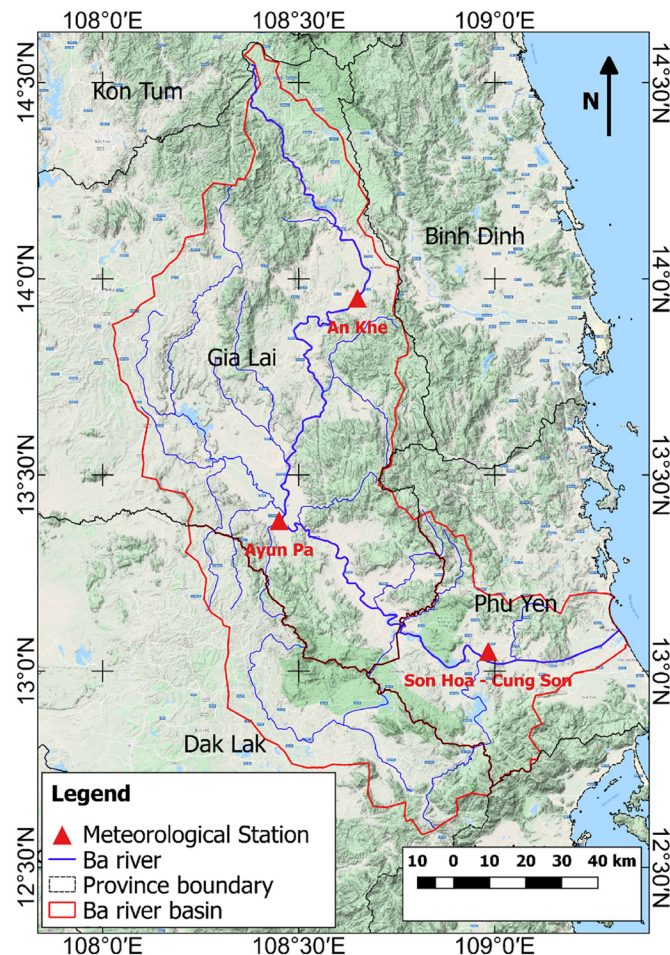 108°0'E 108°30'E 109°0'E
14°30'N
14°30'N
Kon Tum
N
Binh Dinh
14°0'N
14°0'N
An Khe
Gia Lai
13°30'N
13°30'N
Ayun Pa
Phu Yen
13°0'N
13°0'N
Son Hoa - Cung Son
Dak Lak
Legend
Meteorological Station
Ba river
Province boundary
Ba river basin
10 0 10 20 30 40 km
12°30'N
12°30'N
108°0'E 108°30'E 109°0'E